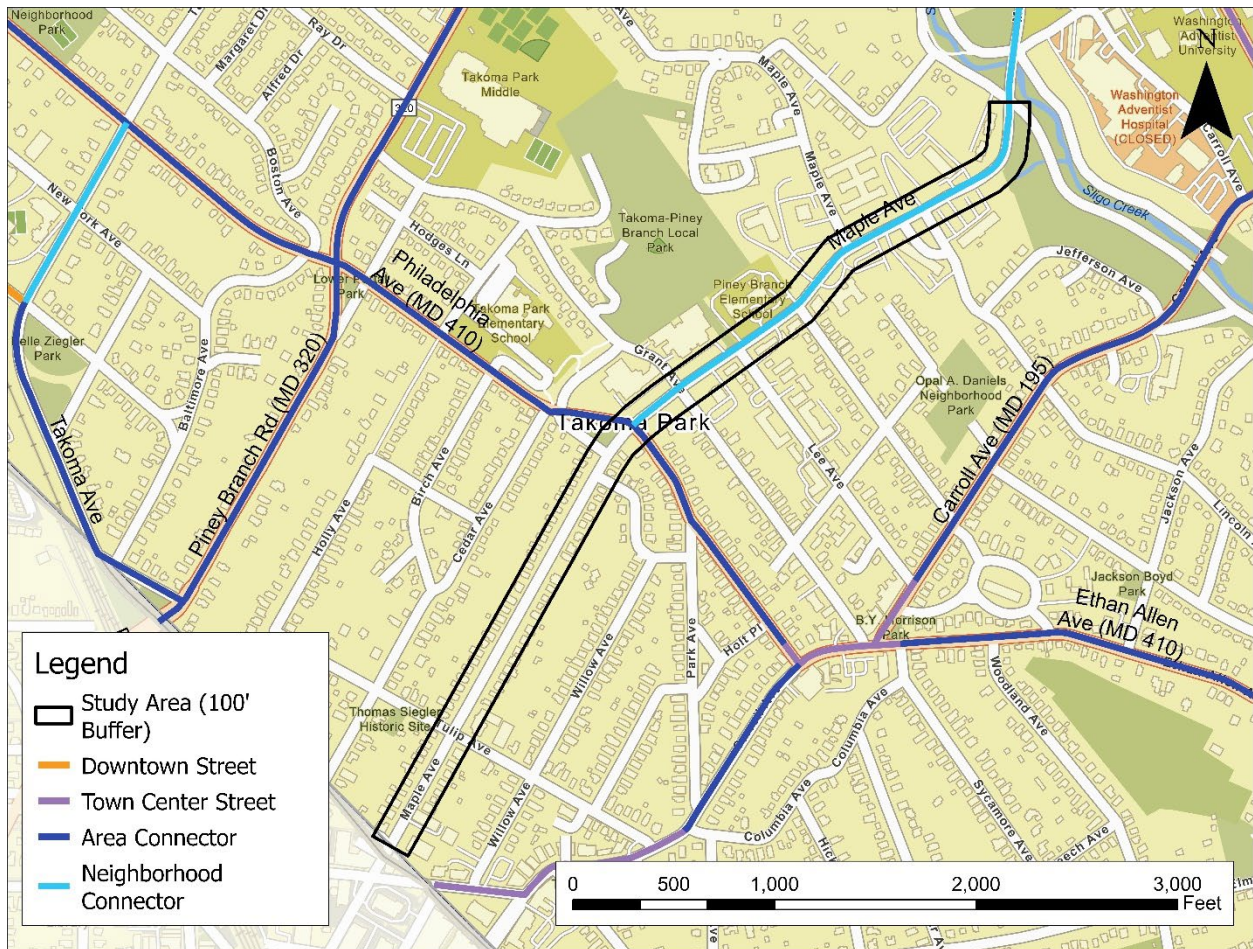 Neighborhood
Park
Margaret Dr
Alfred Dr
Ray Dr
Takoma Park
Middle
320
Maple Ave
Washington
Adventist
University
N
Washington
Adventist
Hospital
(CLOSED)
Carroll Ave
Boston Ave
New York Ave
Hodges Ln
Takoma-Piney
Branch Local
Park
Maple Ave
Maple Ave
Sligo Creek
Jefferson Ave
Park
Philadelphia
Ave (MD 410)
Takoma Park
Elementary
School
Piney Branch
Elementary
School
Grant Ave
Park
Baltimore Ave
Piney Branch Rd (MD 320)
Takoma Ave
Takoma Park
Opal A. Daniels
Neighborhood
Park
Carroll Ave (MD 195)
Lee Ave
Jackson Ave
Birch Ave
Holly Ave
Cedar Ave
Jackson Boyd
Park
Ethan Allen
Ave (MD 410)
Park
Holt Pl
Park Ave
Willow Ave
Thomas Siegler
Historic Site
Tulip Ave
Maple Ave
Willow Ave
Columbia Ave
Columbia Ave
Woodland Ave
Sycamore Ave
Legend
Study Area (100'
Buffer)
Downtown Street
Town Center Street
Area Connector
Neighborhood
Connector
0 500 1,000 2,000 3,000
Feet